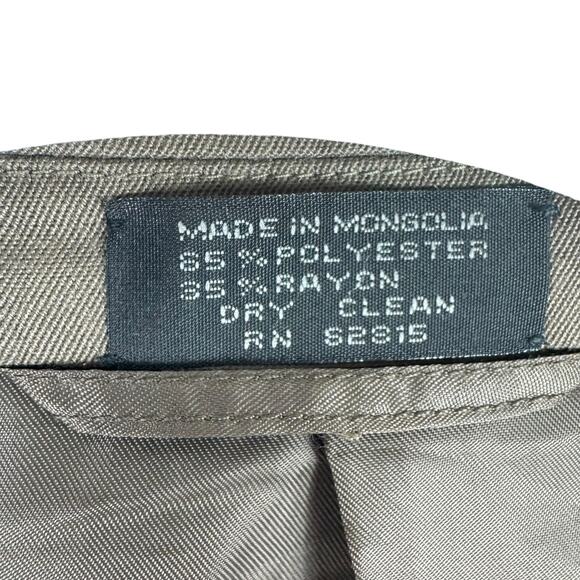 MADE IN MONGOLIA
65 % POLYESTER
35 % RAYON
DRY CLEAN
RN 62815